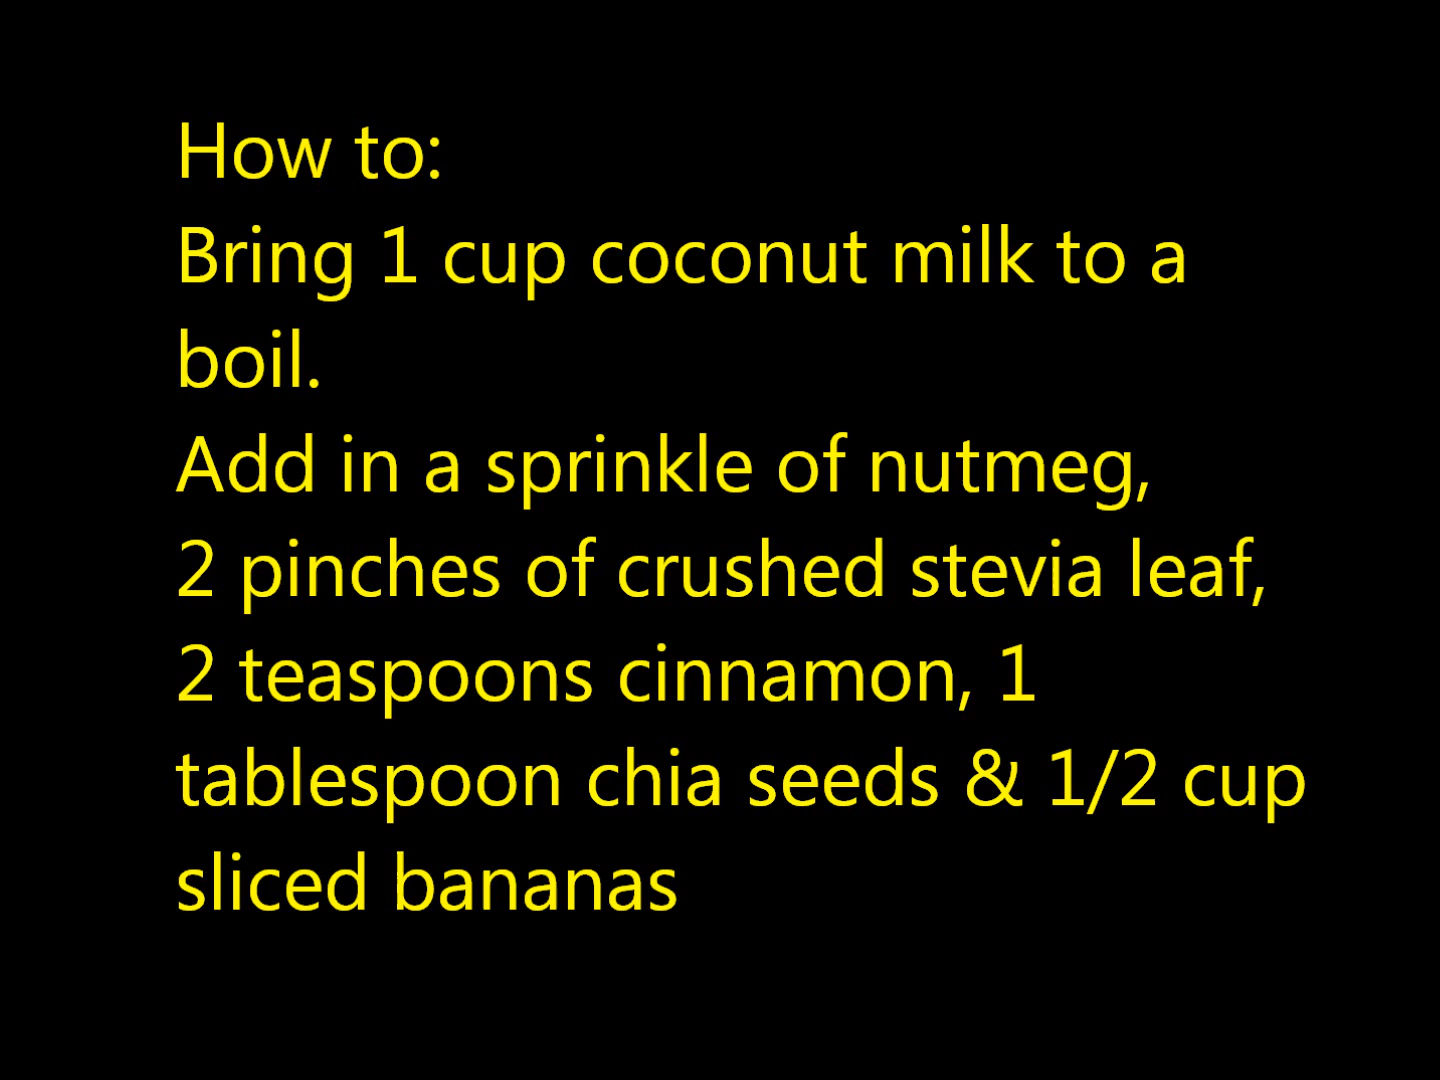 How to:
Bring 1 cup coconut milk to a
boil.
Add in a sprinkle of nutmeg,
2 pinches of crushed stevia leaf,
2 teaspoons cinnamon, 1
tablespoon chia seeds & 1/2 cup
sliced bananas